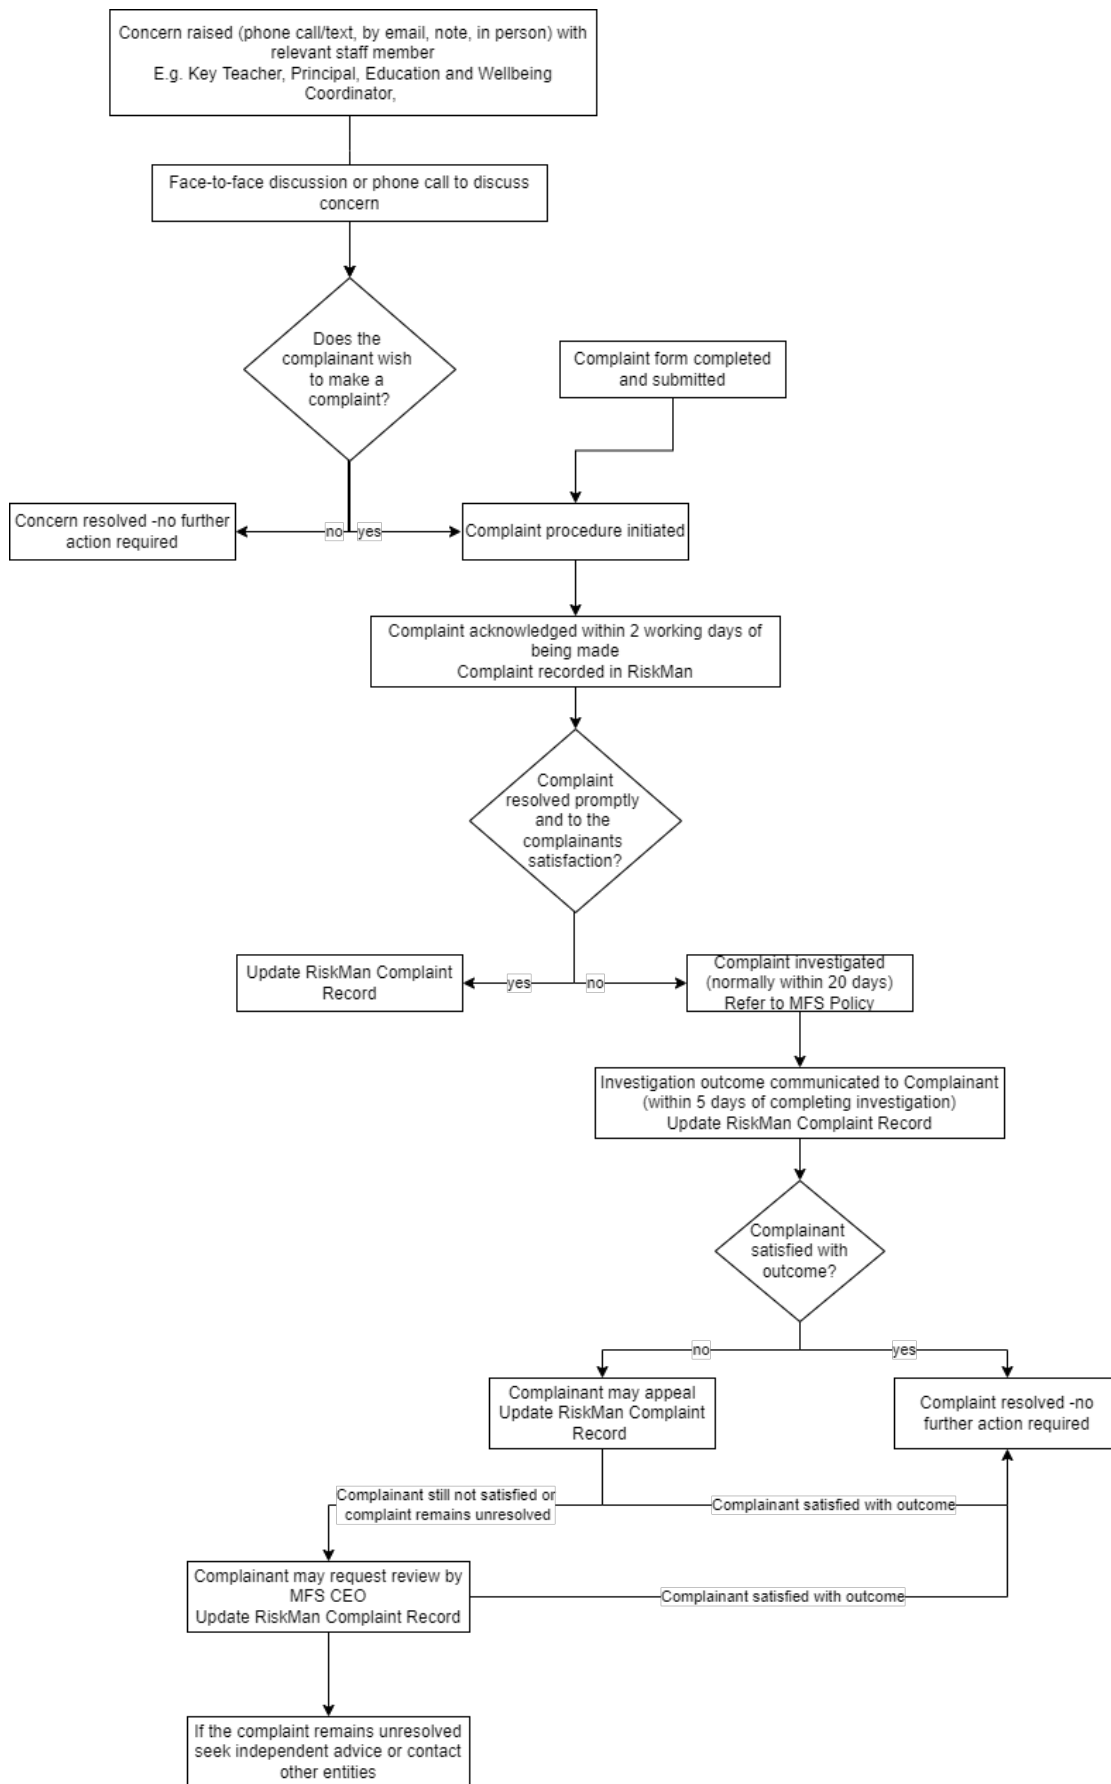 Concern raised (phone call/text, by email, note, in person) with
relevant staff member
E.g. Key Teacher, Principal, Education and Wellbeing
Coordinator,
Face-to-face discussion or phone call to discuss
concern
Does the
complainant wish
to make a
complaint?
Complaint form completed
and submitted
Concern resolved -no further
action required
no
yes
Complaint procedure initiated
Complaint acknowledged within 2 working days of
being made
Complaint recorded in RiskMan
Complaint
resolved promptly
and to the
complainants
satisfaction?
Update RiskMan Complaint
Record
yes
no
Complaint investigated
(normally within 20 days)
Refer to MFS Policy
Investigation outcome communicated to Complainant
(within 5 days of completing investigation)
Update RiskMan Complaint Record
Complainant
satisfied with
outcome?
no
yes
Complainant may appeal
Update RiskMan Complaint
Record
Complaint resolved -no
further action required
Complainant still not satisfied or
complaint remains unresolved
Complainant satisfied with outcome
Complainant may request review by
MFS CEO
Update RiskMan Complaint Record
Complainant satisfied with outcome
If the complaint remains unresolved
seek independent advice or contact
other entities